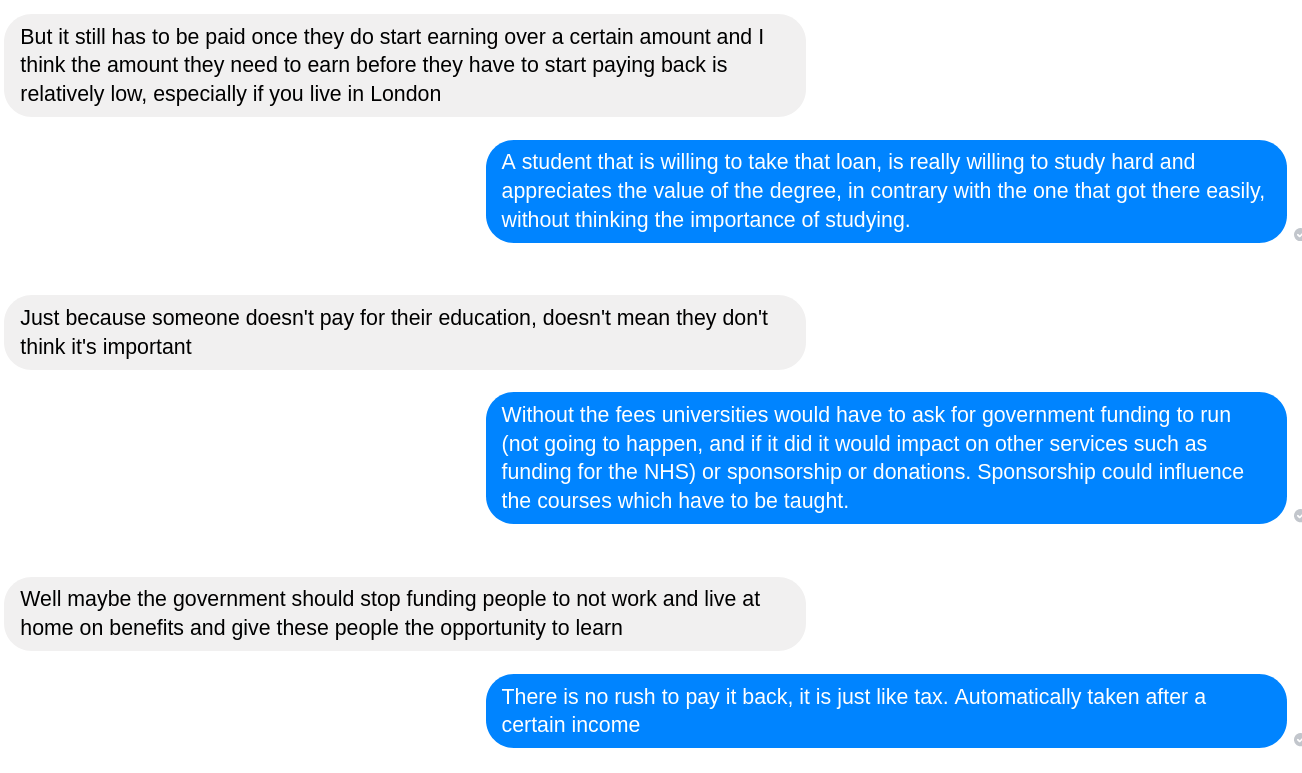 But it still has to be paid once they do start earning over a certain amount and I
think the amount they need to earn before they have to start paying back is
relatively low, especially if you live in London
A student that is willing to take that loan, is really willing to study hard and
appreciates the value of the degree, in contrary with the one that got there easily,
without thinking the importance of studying.
Just because someone doesn't pay for their education, doesn't mean they don't
think it's important
Without the fees universities would have to ask for government funding to run
(not going to happen, and if it did it would impact on other services such as
funding for the NHS) or sponsorship or donations. Sponsorship could influence
the courses which have to be taught.
Well maybe the government should stop funding people to not work and live at
home on benefits and give these people the opportunity to learn
There is no rush to pay it back, it is just like tax. Automatically taken after a
certain income